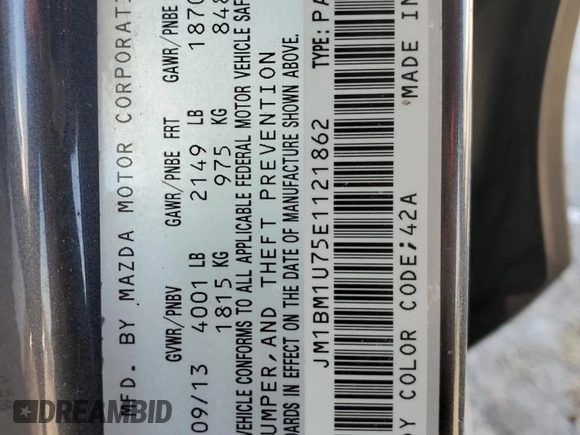 MFD. BY MAZDA MOTOR CORPORATI
GVWR/PNBV GAWR/PNBE FRT GAWR/PNBE
09/13 4001 LB 2149 LB 1870
1815 KG 975 KG 848
VEHICLE CONFORMS TO ALL APPLICABLE FEDERAL MOTOR VEHICLE SAF
UMPER, AND THEFT PREVENTION
ARDS IN EFFECT ON THE DATE OF MANUFACTURE SHOWN ABOVE.
JM1BM1U75E1121862 TYPE: PA
DY COLOR CODE;42A MADE IN
DREAMBID